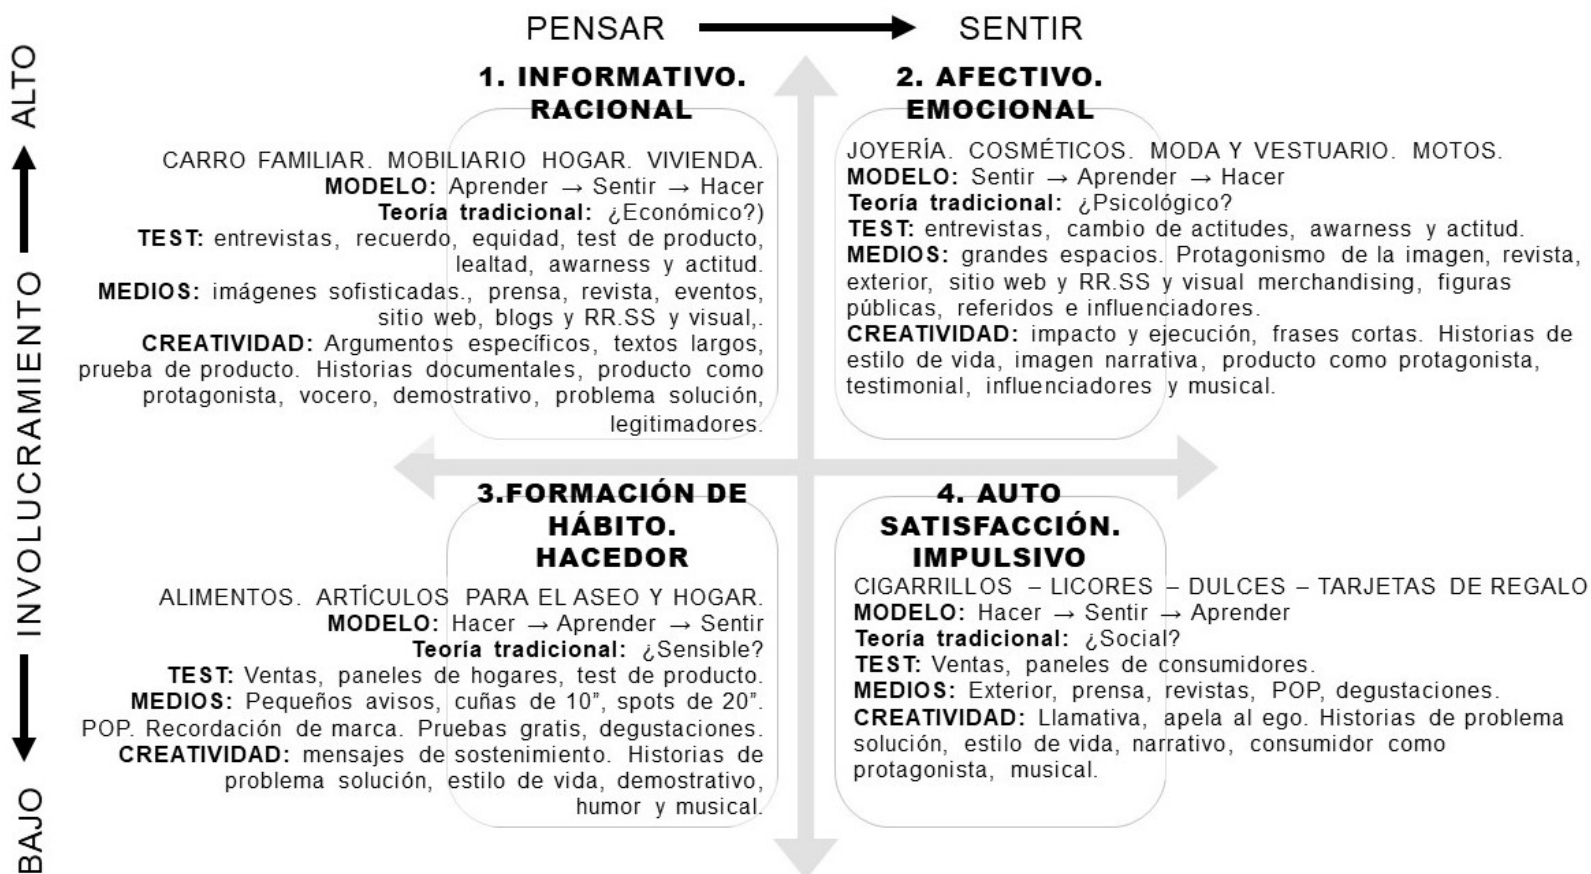 PENSAR SENTIR
BAJO INVOLUCRAMIENTO ALTO
1. INFORMATIVO.
RACIONAL
CARRO FAMILIAR. MOBILIARIO HOGAR. VIVIENDA.
MODELO: Aprender → Sentir → Hacer
Teoría tradicional: ¿Económico?)
TEST: entrevistas, recuerdo, equidad, test de producto,
lealtad, awarness y actitud.
MEDIOS: imágenes sofisticadas., prensa, revista, eventos,
sitio web, blogs y RR.SS y visual,.
CREATIVIDAD: Argumentos específicos, textos largos,
prueba de producto. Historias documentales, producto como
protagonista, vocero, demostrativo, problema solución,
legitimadores.
2. AFECTIVO.
EMOCIONAL
JOYERÍA. COSMÉTICOS. MODA Y VESTUARIO. MOTOS.
MODELO: Sentir → Aprender → Hacer
Teoría tradicional: ¿Psicológico?
TEST: entrevistas, cambio de actitudes, awarness y actitud.
MEDIOS: grandes espacios. Protagonismo de la imagen, revista,
exterior, sitio web y RR.SS y visual merchandising, figuras
públicas, referidos e influenciadores.
CREATIVIDAD: impacto y ejecución, frases cortas. Historias de
estilo de vida, imagen narrativa, producto como protagonista,
testimonial, influenciadores y musical.
3.FORMACIÓN DE
HÁBITO.
HACEDOR
ALIMENTOS. ARTÍCULOS PARA EL ASEO Y HOGAR.
MODELO: Hacer → Aprender → Sentir
Teoría tradicional: ¿Sensible?
TEST: Ventas, paneles de hogares, test de producto.
MEDIOS: Pequeños avisos, cuñas de 10”, spots de 20”.
POP. Recordación de marca. Pruebas gratis, degustaciones.
CREATIVIDAD: mensajes de sostenimiento. Historias de
problema solución, estilo de vida, demostrativo,
humor y musical.
4. AUTO
SATISFACCIÓN.
IMPULSIVO
CIGARRILLOS – LICORES – DULCES – TARJETAS DE REGALO
MODELO: Hacer → Sentir → Aprender
Teoría tradicional: ¿Social?
TEST: Ventas, paneles de consumidores.
MEDIOS: Exterior, prensa, revistas, POP, degustaciones.
CREATIVIDAD: Llamativa, apela al ego. Historias de problema
solución, estilo de vida, narrativo, consumidor como
protagonista, musical.